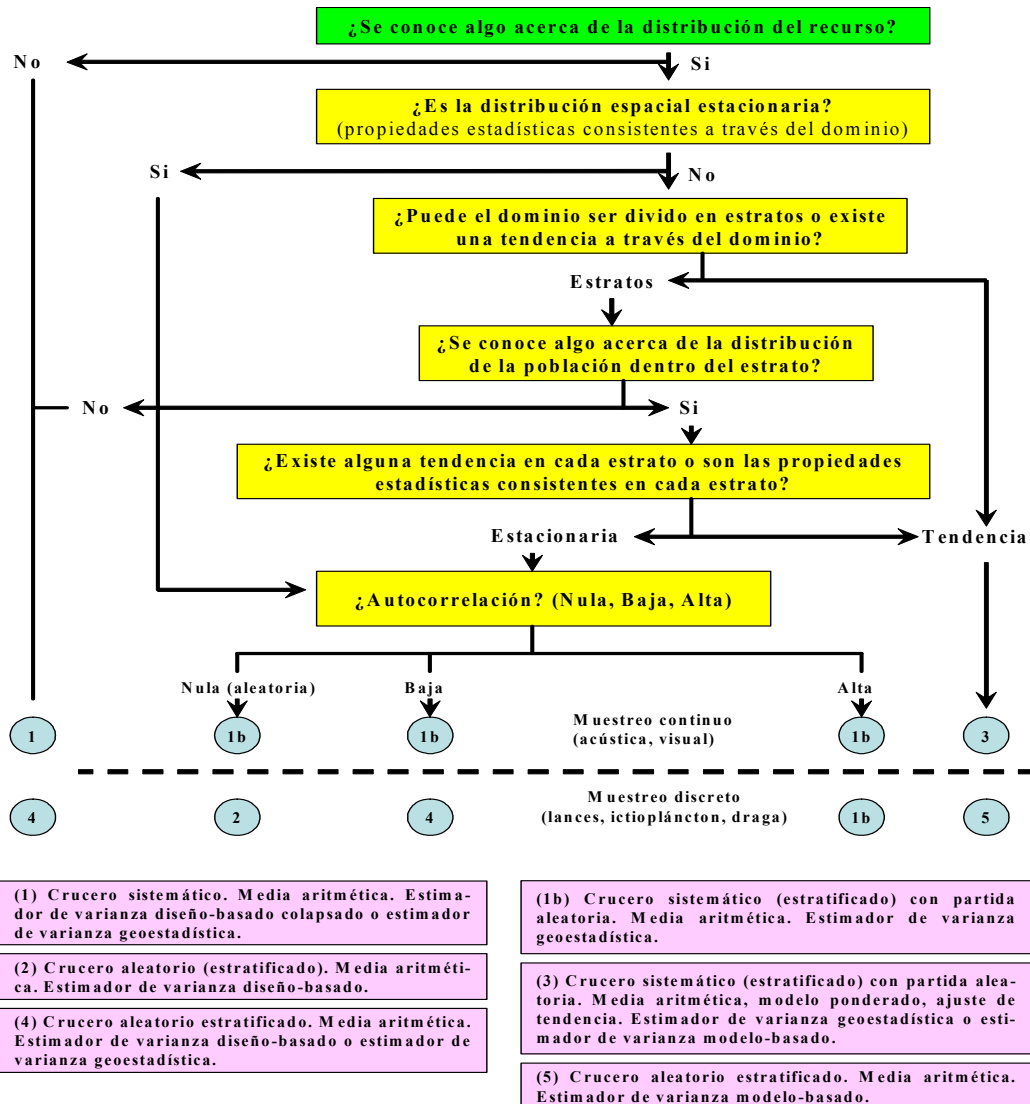 ¿Se conoce algo acerca de la distribución del recurso?
No
Si
¿Es la distribución espacial estacionaria?
(propiedades estadísticas consistentes a través del dominio)
Si
No
¿Puede el dominio ser divido en estratos o existe
una tendencia a través del dominio?
Estratos
¿Se conoce algo acerca de la distribución
de la población dentro del estrato?
No
Si
¿Existe alguna tendencia en cada estrato o son las propiedades
estadísticas consistentes en cada estrato?
Estacionaria
Tendencia
¿Autocorrelación? (Nula, Baja, Alta)
Nula (aleatoria)
Baja
Alta
1
1b
1b
Muestreo continuo
(acústica, visual)
1b
3
4
2
4
Muestreo discreto
(lances, ictiopláncton, draga)
1b
5
(1) Crucero sistemático. Media aritmética. Estima-
dor de varianza diseño-basado colapsado o estimador
de varianza geoestadística.
(2) Crucero aleatorio (estratificado). Media aritméti-
ca. Estimador de varianza diseño-basado.
(4) Crucero aleatorio estratificado. Media aritmética.
Estimador de varianza diseño-basado o estimador de
varianza geoestadística.
(1b) Crucero sistemático (estratificado) con partida
aleatoria. Media aritmética. Estimador de varianza
geoestadística.
(3) Crucero sistemático (estratificado) con partida alea-
toria. Media aritmética, modelo ponderado, ajuste de
tendencia. Estimador de varianza geoestadística o esti-
mador de varianza modelo-basado.
(5) Crucero aleatorio estratificado. Media aritmética.
Estimador de varianza modelo-basado.